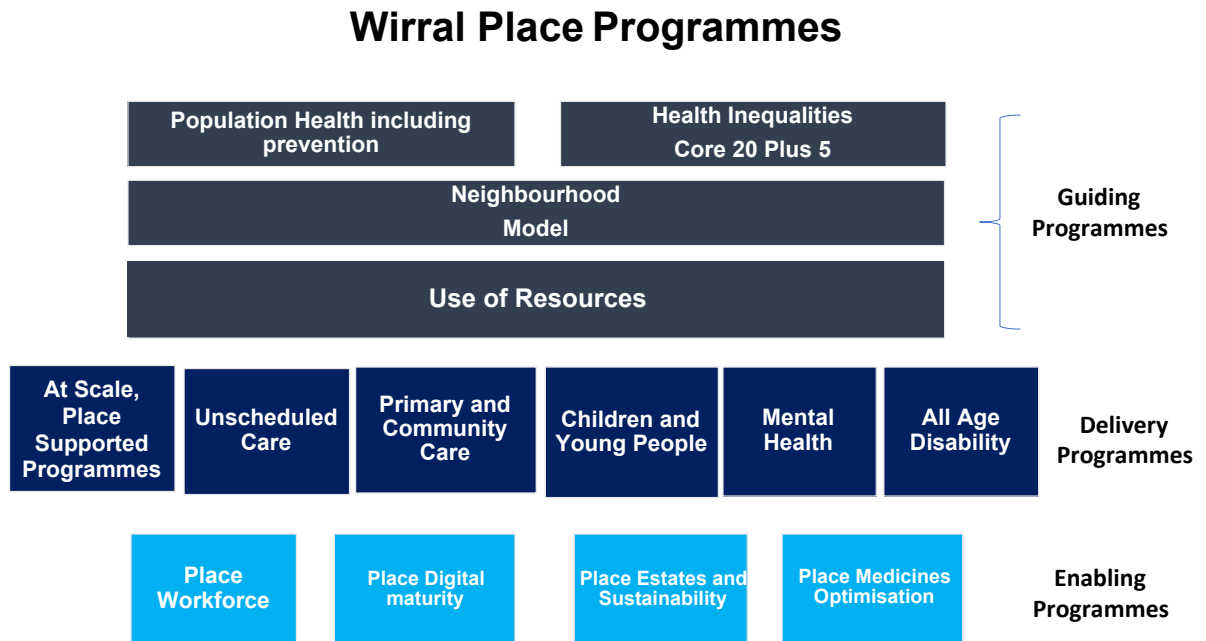 Wirral Place Programmes
Population Health including
prevention
Health Inequalities
Core 20 Plus 5
Neighbourhood
Model
Use of Resources
Guiding
Programmes
At Scale,
Place
Supported
Programmes
Unscheduled
Care
Primary and
Community
Care
Children and
Young People
Mental
Health
All Age
Disability
Delivery
Programmes
Place
Workforce
Place Digital
maturity
Place Estates and
Sustainability
Place Medicines
Optimisation
Enabling
Programmes